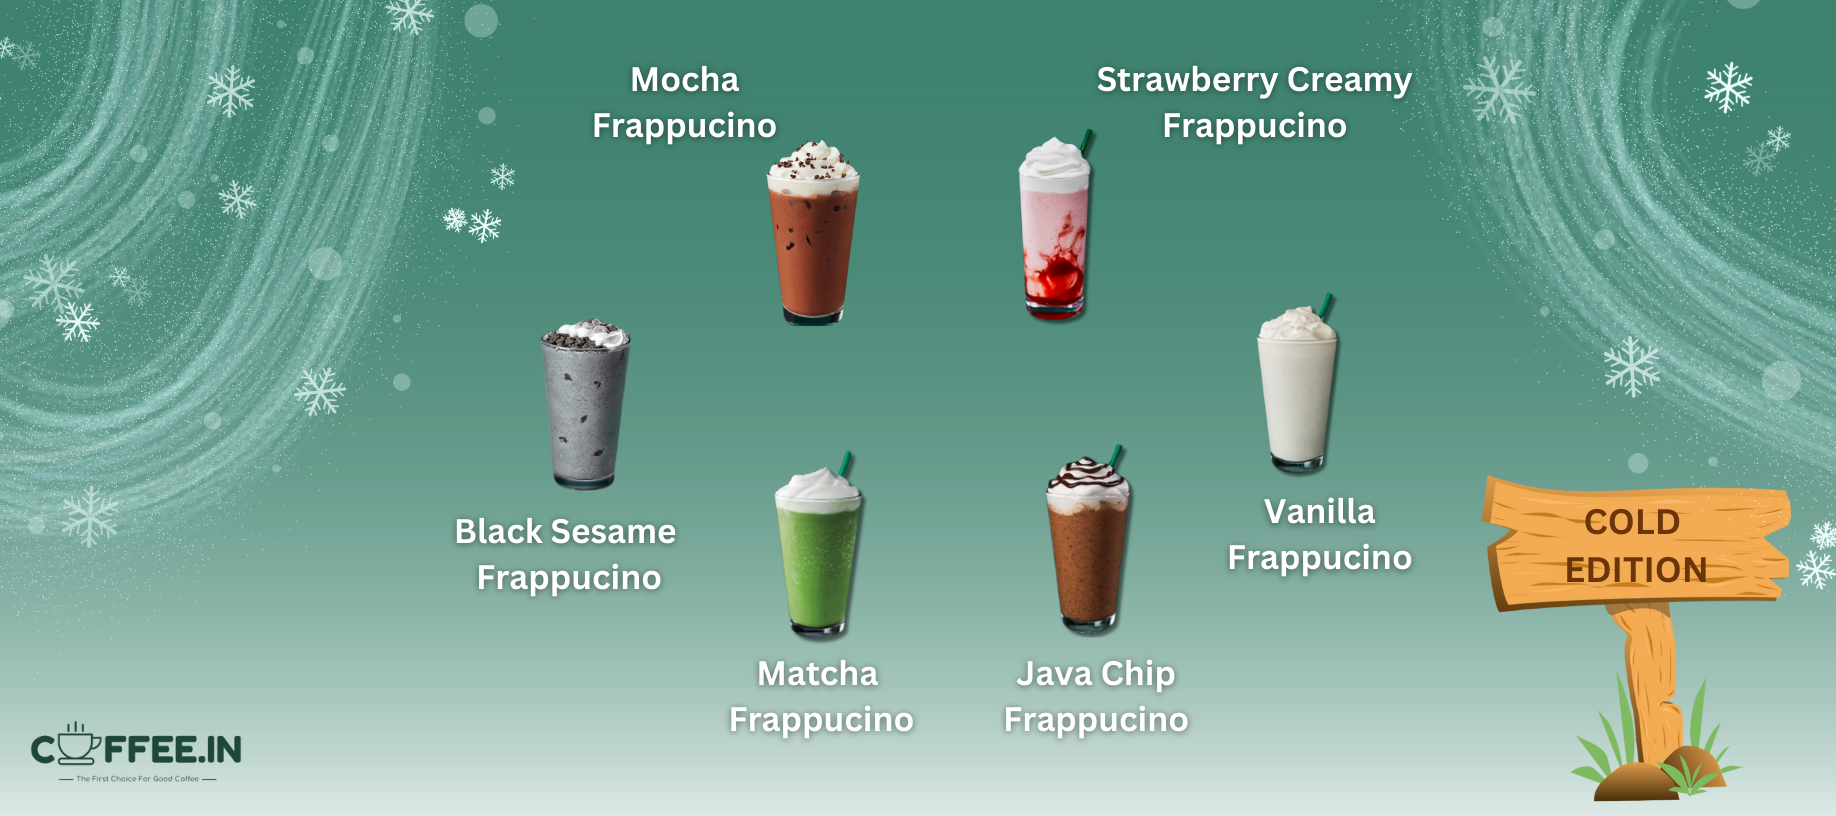 Mocha
Frappucino
Strawberry Creamy
Frappucino
Black Sesame
Frappucino
Vanilla
Frappucino
COLD
EDITION
Matcha
Frappucino
Java Chip
Frappucino
COFFEE.IN
The First Choice For Good Coffee